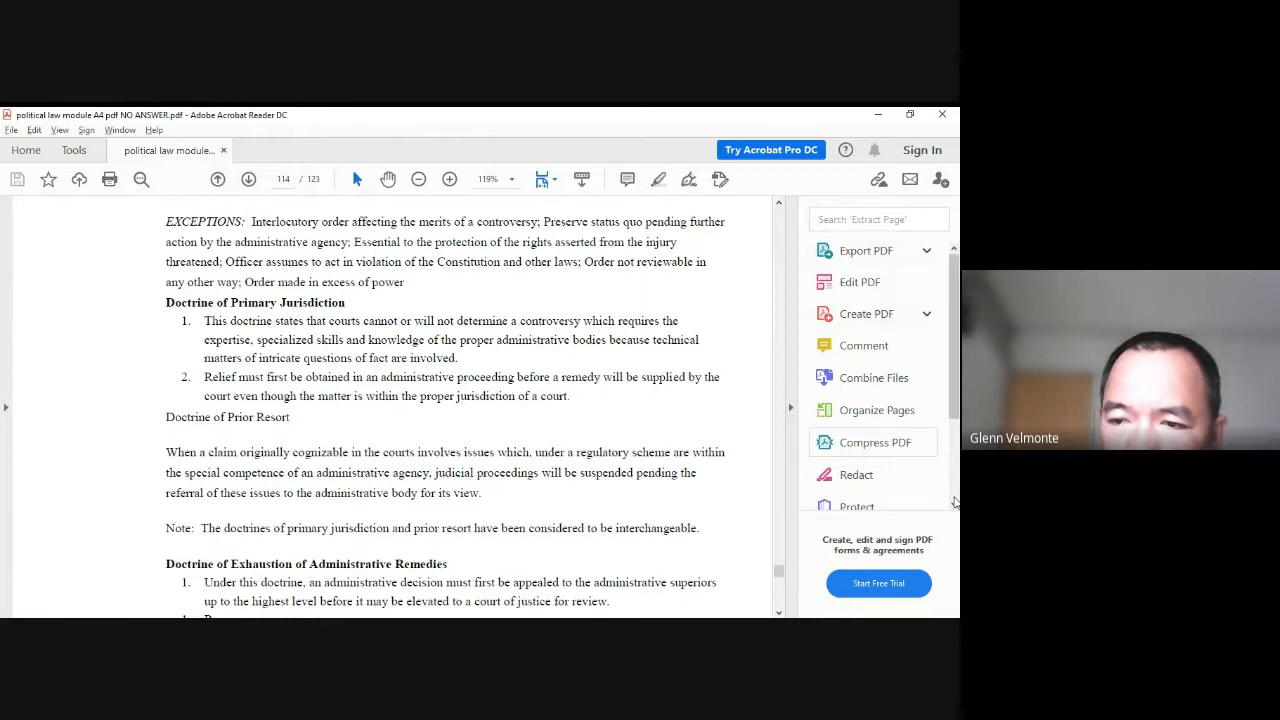 political law module A4 pdf NO ANSWER.pdf - Adobe Acrobat Reader DC
File Edit View Sign Window Help
Home Tools political law module... × Try Acrobat Pro DC Sign In
114 / 123 119%
EXCEPTIONS: Interlocutory order affecting the merits of a controversy; Preserve status quo pending further
action by the administrative agency; Essential to the protection of the rights asserted from the injury
threatened; Officer assumes to act in violation of the Constitution and other laws; Order not reviewable in
any other way; Order made in excess of power
Doctrine of Primary Jurisdiction
1. This doctrine states that courts cannot or will not determine a controversy which requires the
expertise, specialized skills and knowledge of the proper administrative bodies because technical
matters of intricate questions of fact are involved.
2. Relief must first be obtained in an administrative proceeding before a remedy will be supplied by the
court even though the matter is within the proper jurisdiction of a court.
Doctrine of Prior Resort
When a claim originally cognizable in the courts involves issues which, under a regulatory scheme are within
the special competence of an administrative agency, judicial proceedings will be suspended pending the
referral of these issues to the administrative body for its view.
Note: The doctrines of primary jurisdiction and prior resort have been considered to be interchangeable.
Doctrine of Exhaustion of Administrative Remedies
1. Under this doctrine, an administrative decision must first be appealed to the administrative superiors
up to the highest level before it may be elevated to a court of justice for review.
Search 'Extract Page'
Export PDF
Edit PDF
Create PDF
Comment
Combine Files
Organize Pages
Compress PDF
Redact
Protect
Create, edit and sign PDF
forms & agreements
Start Free Trial
Glenn Velmonte